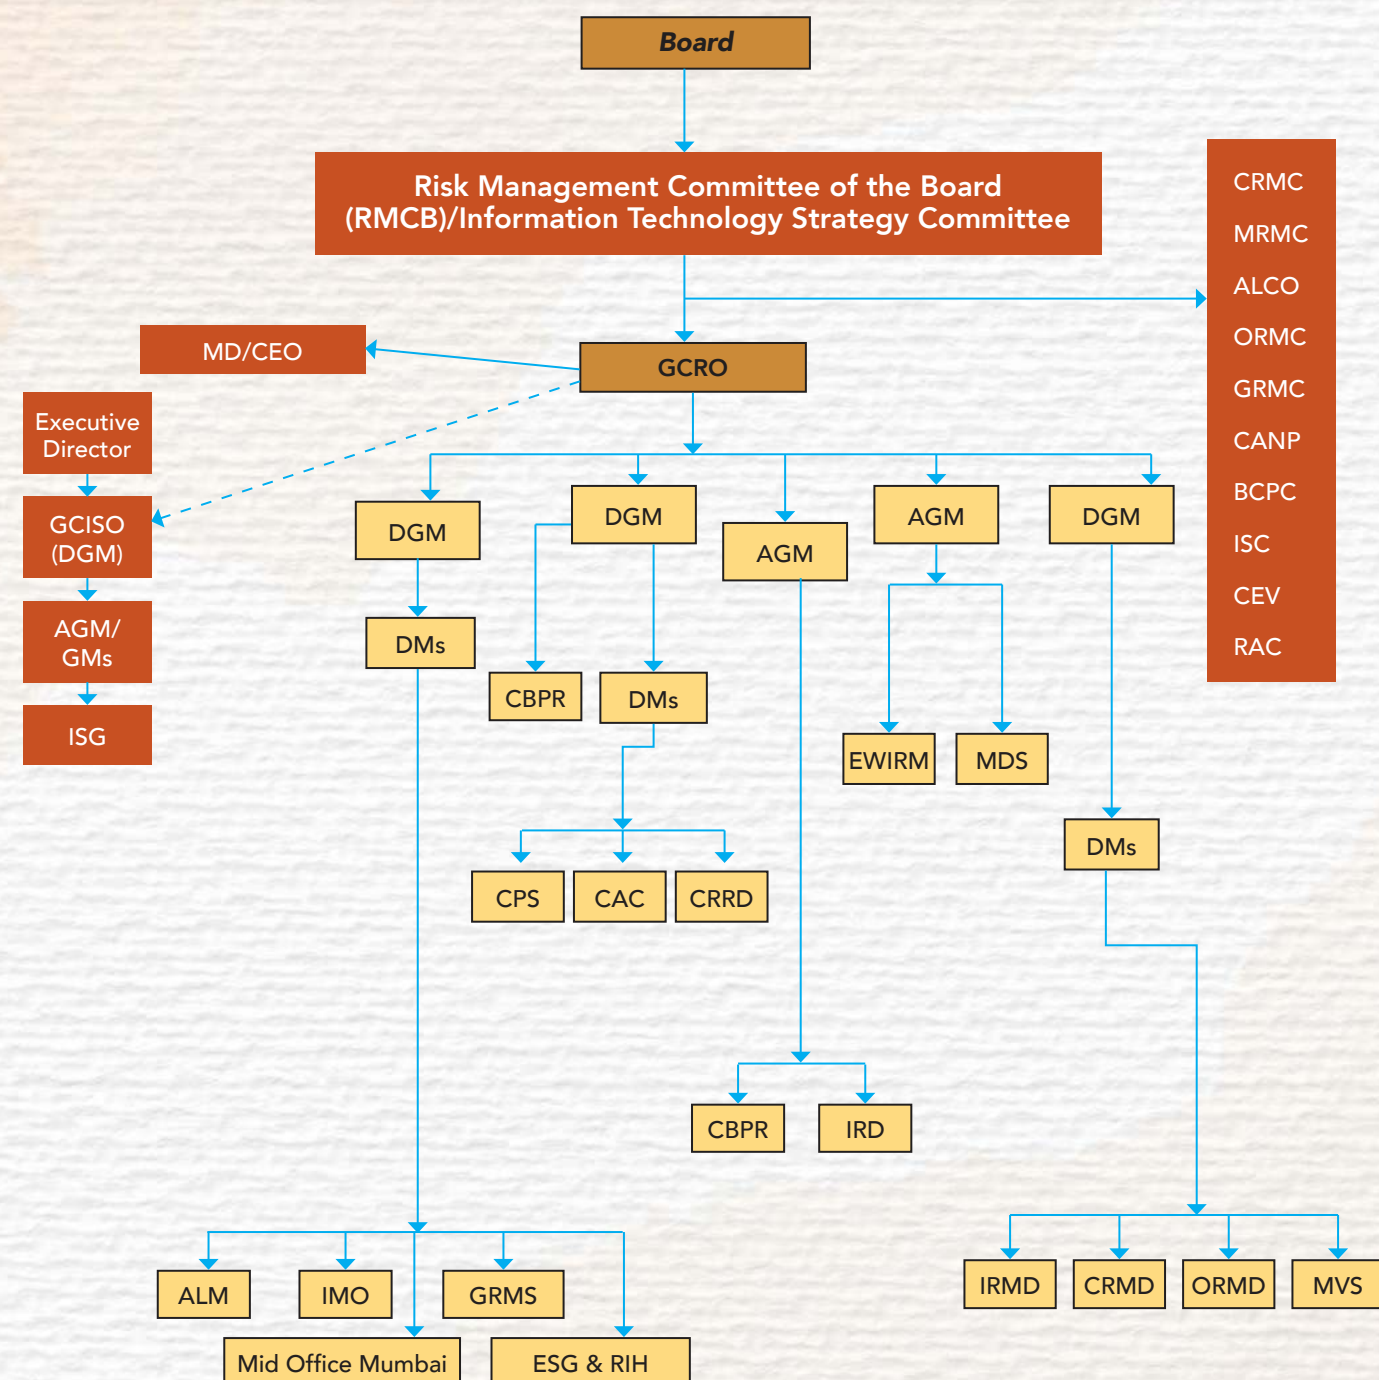 Board
Risk Management Committee of the Board
(RMCB)/Information Technology Strategy Committee
CRMC
MRMC
ALCO
ORMC
GRMC
CANP
BCPC
ISC
CEV
RAC
MD/CEO
GCRO
Executive
Director
GCISO
(DGM)
AGM/
GMs
ISG
DGM
DGM
AGM
AGM
DGM
DMs
CBPR
DMs
EWIRM
MDS
DMs
CPS
CAC
CRRD
CBPR
IRD
ALM
IMO
GRMS
Mid Office Mumbai
ESG & RIH
IRMD
CRMD
ORMD
MVS